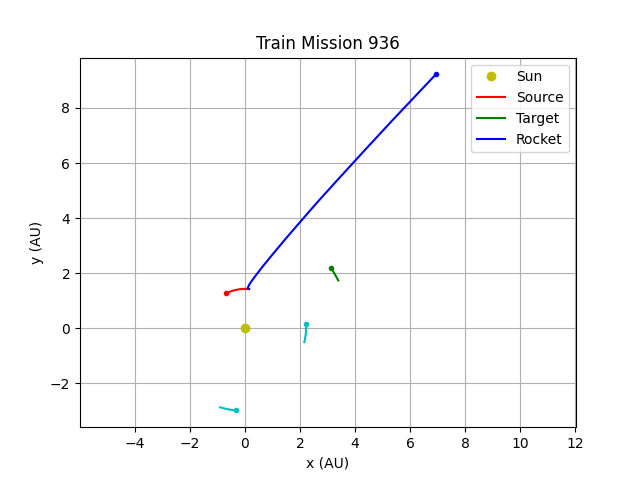 Train Mission 936
Sun
Source
Target
Rocket
8
6
4
2
0
−2
y (AU)
−4
−2
0
2
4
6
8
10
12
x (AU)